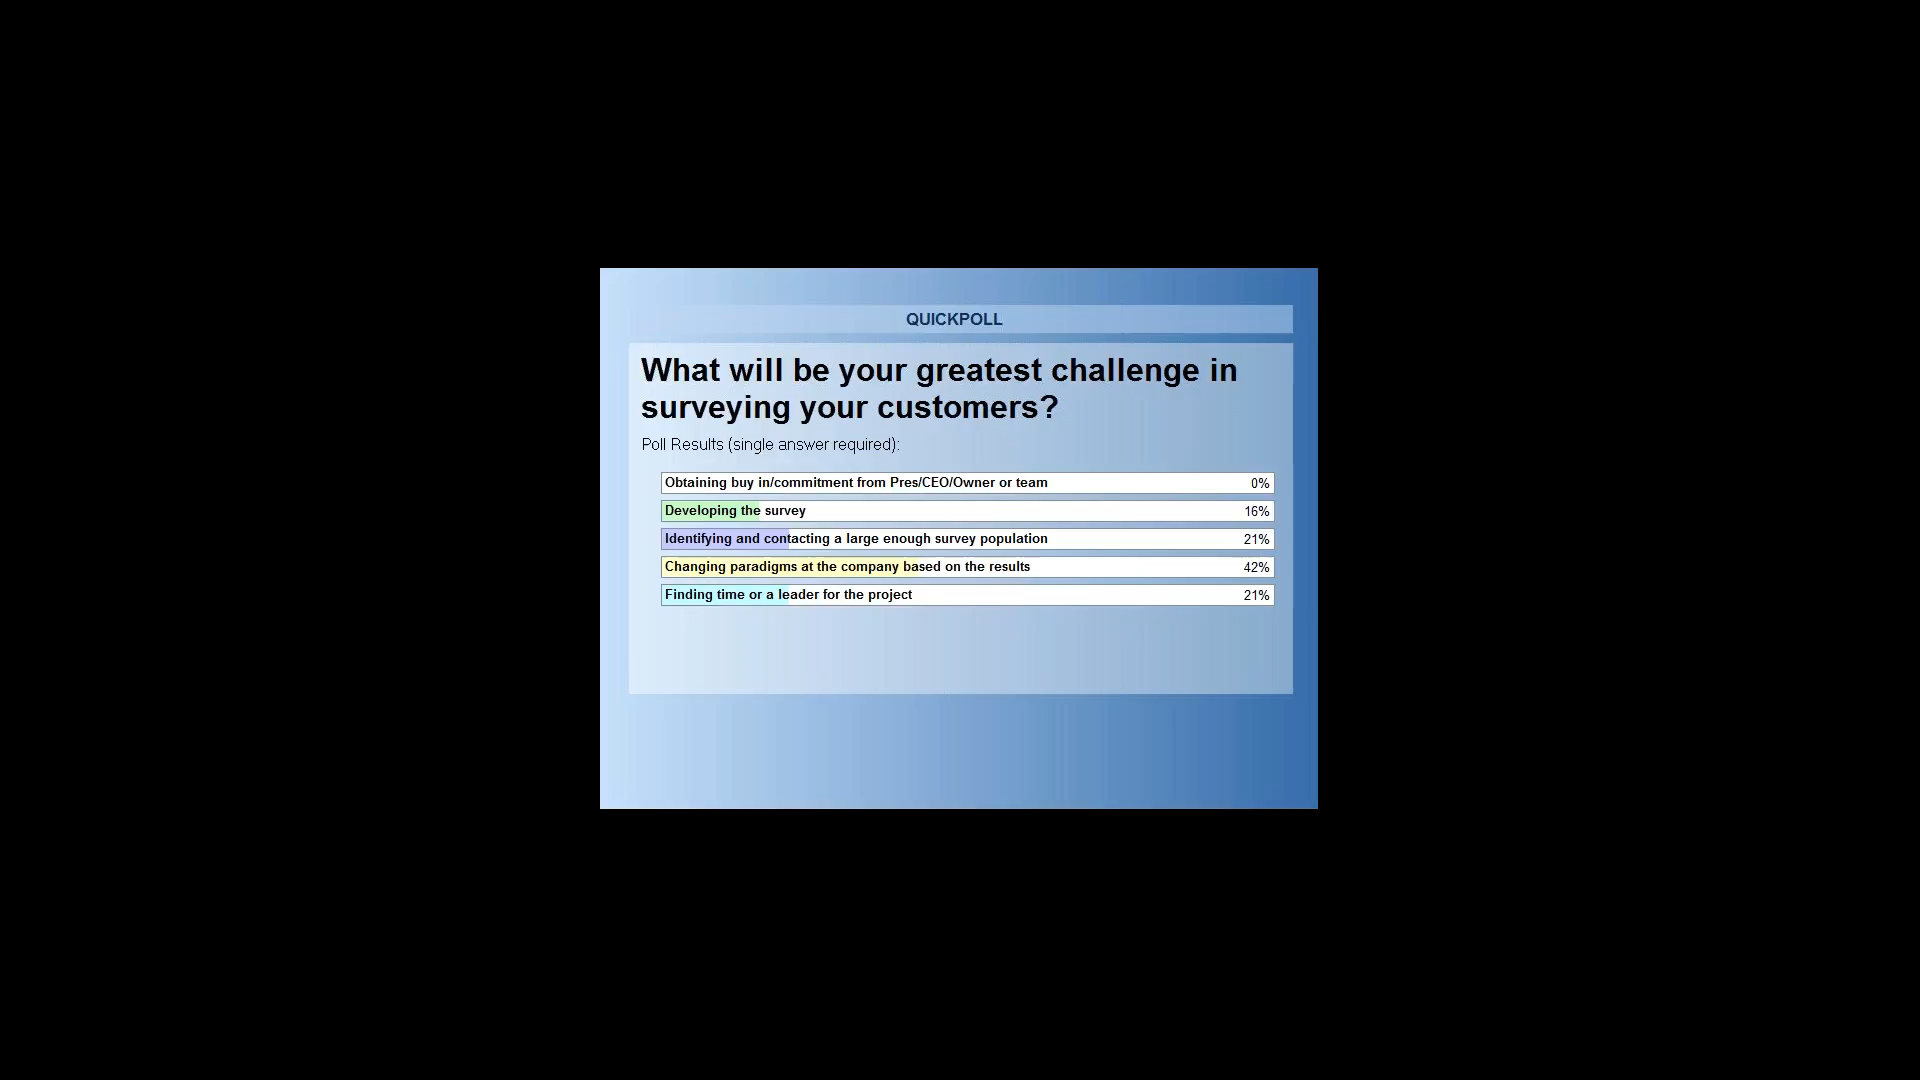 QUICKPOLL
What will be your greatest challenge in
surveying your customers?
Poll Results (single answer required):
Obtaining buy in/commitment from Pres/CEO/Owner or team 0%
Developing the survey 16%
Identifying and contacting a large enough survey population 21%
Changing paradigms at the company based on the results 42%
Finding time or a leader for the project 21%